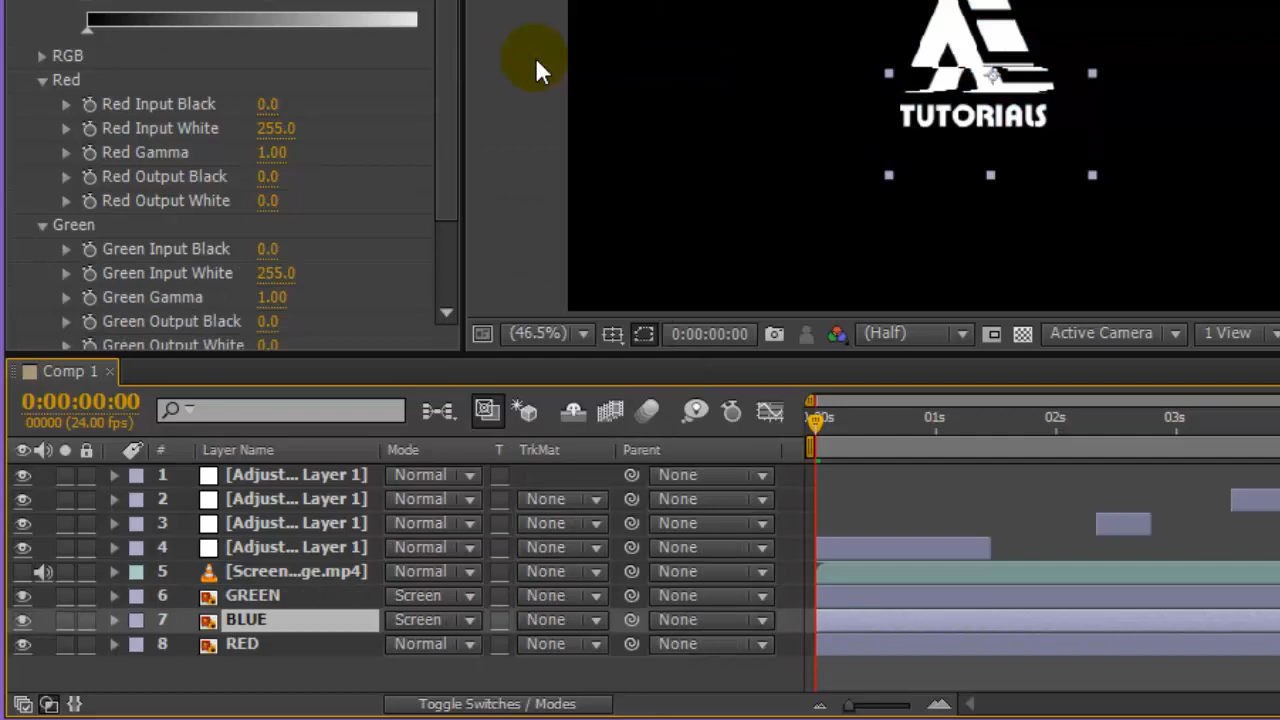 RGB
Red
Red Input Black 0.0
Red Input White 255.0
Red Gamma 1.00
Red Output Black 0.0
Red Output White 0.0
Green
Green Input Black 0.0
Green Input White 255.0
Green Gamma 1.00
Green Output Black 0.0
Green Output White 0.0
TUTORIALS
(46.5%) 0:00:00:00 (Half) Active Camera 1 View
Comp 1 ×
0:00:00:00
00000 (24.00 fps)
01s 02s 03s
# Layer Name Mode T TrkMat Parent
1 [Adjust... Layer 1] Normal None
2 [Adjust... Layer 1] Normal None None
3 [Adjust... Layer 1] Normal None None
4 [Adjust... Layer 1] Normal None None
5 [Screen...ge.mp4] Normal None None
6 GREEN Screen None None
7 BLUE Screen None None
8 RED Normal None None
Toggle Switches / Modes